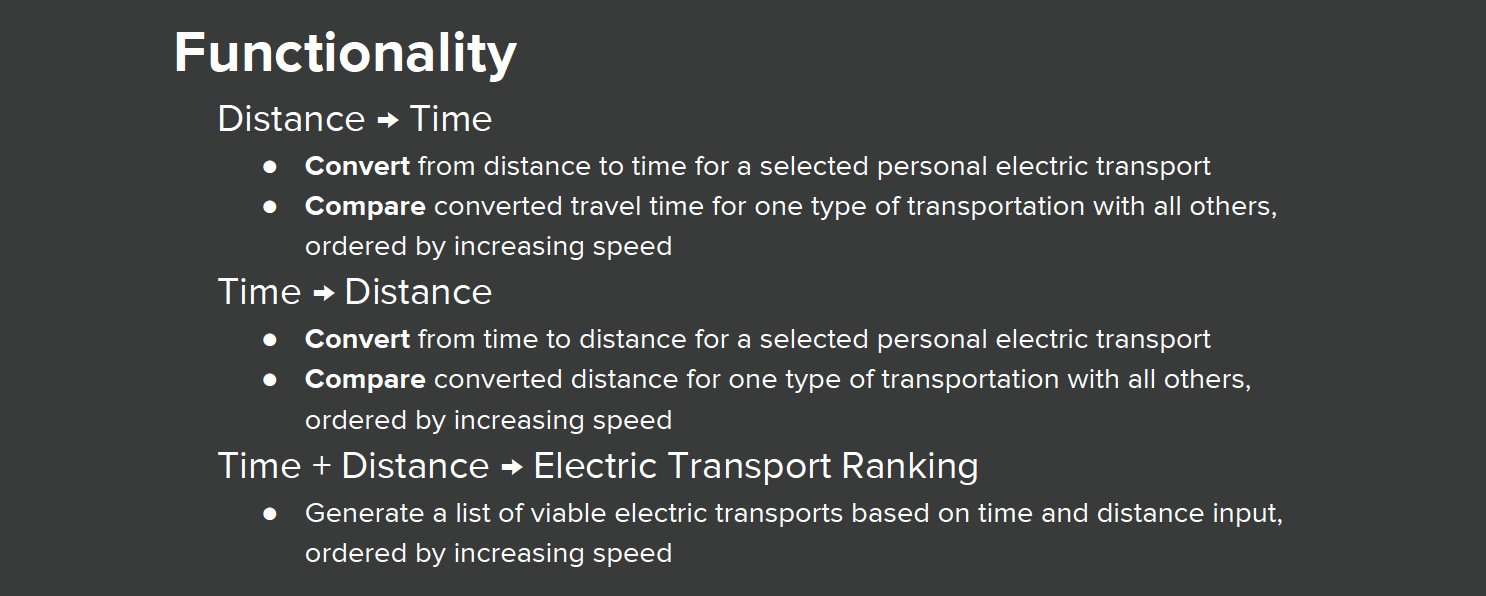 Functionality
Distance → Time
● Convert from distance to time for a selected personal electric transport
● Compare converted travel time for one type of transportation with all others,
ordered by increasing speed
Time → Distance
● Convert from time to distance for a selected personal electric transport
● Compare converted distance for one type of transportation with all others,
ordered by increasing speed
Time + Distance → Electric Transport Ranking
● Generate a list of viable electric transports based on time and distance input,
ordered by increasing speed